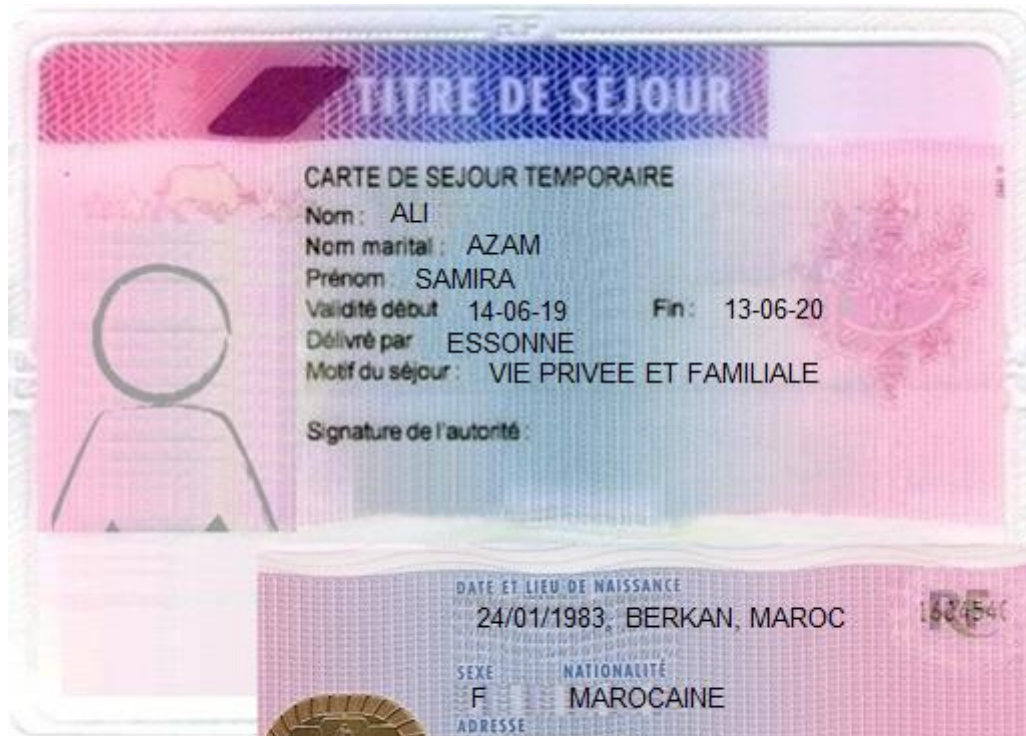 TITRE DE SÉJOUR
CARTE DE SEJOUR TEMPORAIRE
Nom : ALI
Nom marital : AZAM
Prénom : SAMIRA
Validité début 14-06-19 Fin : 13-06-20
Délivré par ESSONNE
Motif du séjour : VIE PRIVEE ET FAMILIALE
Signature de l'autorité :
DATE ET LIEU DE NAISSANCE
24/01/1983, BERKAN, MAROC
SEXE NATIONALITÉ
F MAROCAINE
ADRESSE